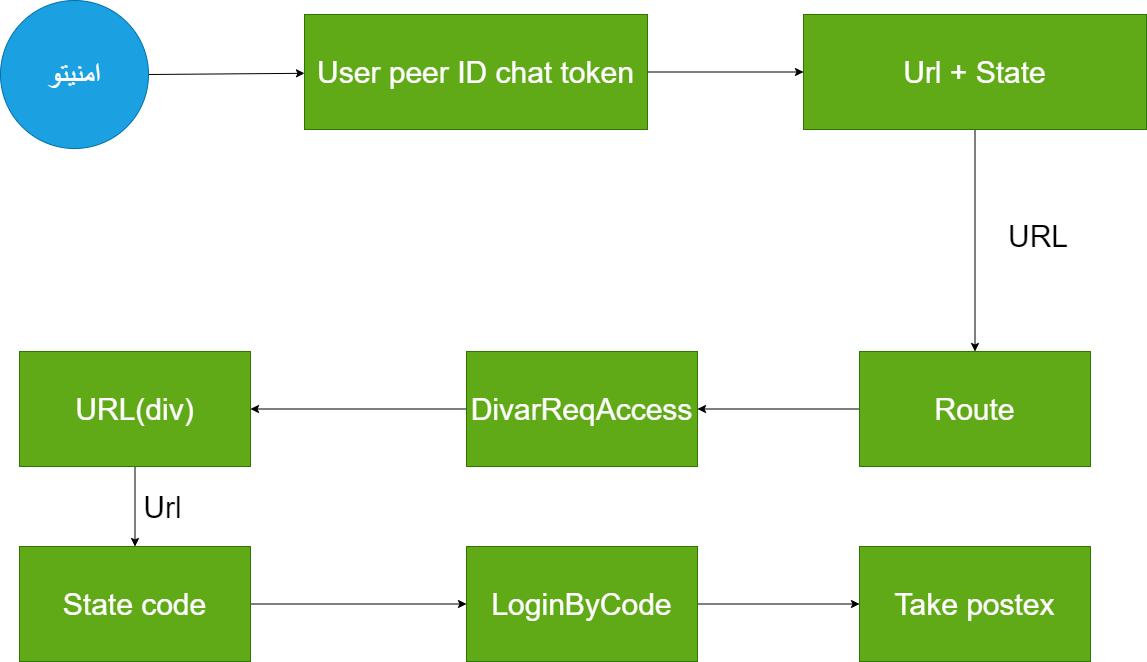 امنیتو
User peer ID chat token
Url + State
URL
URL(div)
DivarReqAccess
Route
Url
State code
LoginByCode
Take postex